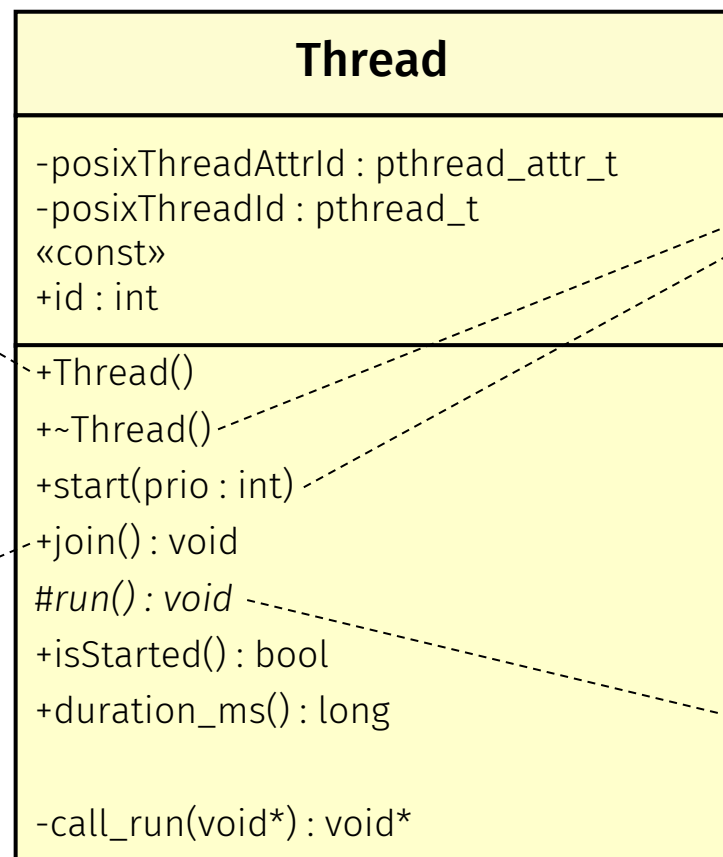 Thread
-posixThreadAttrId : pthread_attr_t
-posixThreadId : pthread_t
«const»
+id : int
+Thread()
+~Thread()
+start(prio : int)
+join() : void
#run() : void
+isStarted() : bool
+duration_ms() : long
-call_run(void*) : void*